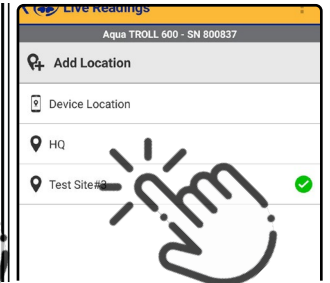 Live Readings
Aqua TROLL 600 - SN 800837
Add Location
Device Location
HQ
Test Site#3